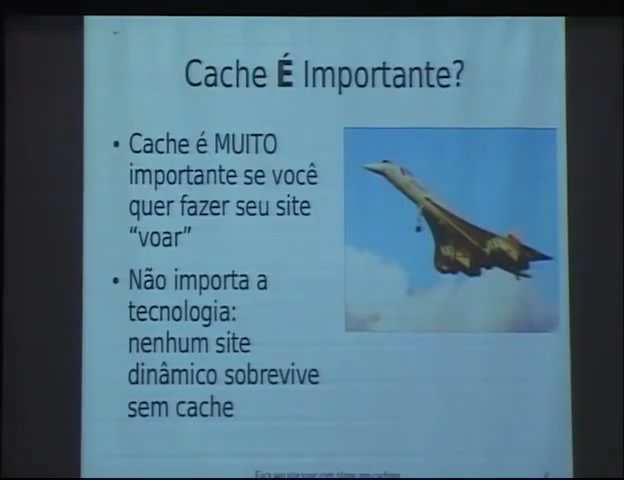 Cache É Importante?
• Cache é MUITO
importante se você
quer fazer seu site
“voar”
• Não importa a
tecnologia:
nenhum site
dinâmico sobrevive
sem cache